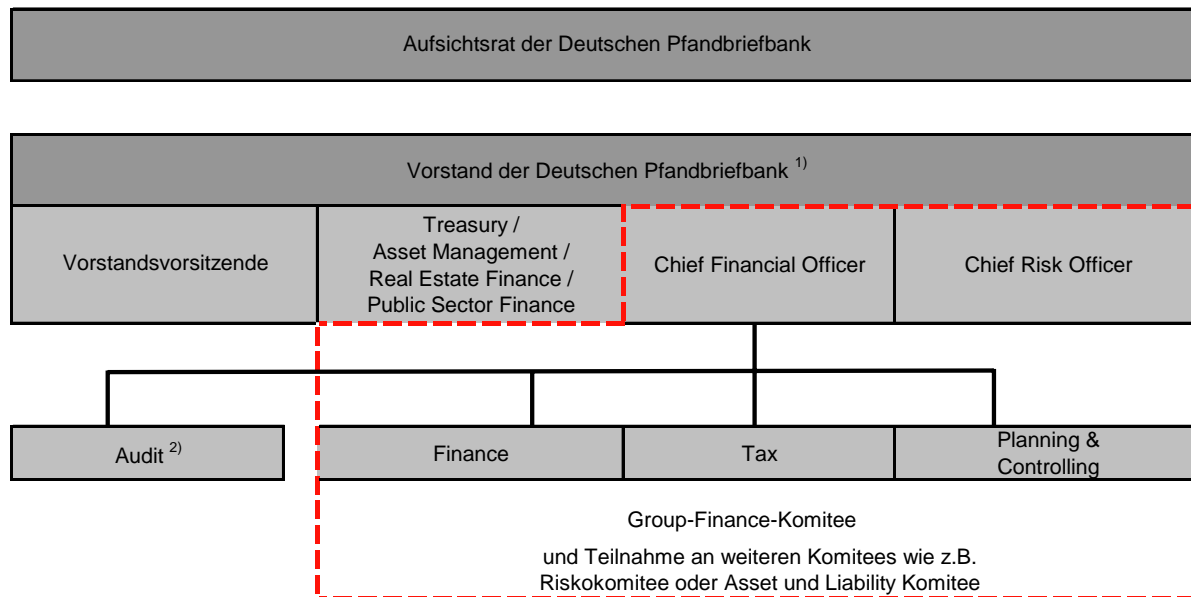 Aufsichtsrat der Deutschen Pfandbriefbank
Vorstand der Deutschen Pfandbriefbank 1)
Vorstandsvorsitzende
Treasury /
Asset Management /
Real Estate Finance /
Public Sector Finance
Chief Financial Officer
Chief Risk Officer
Audit 2)
Finance
Tax
Planning &
Controlling
Group-Finance-Komitee
und Teilnahme an weiteren Komitees wie z.B.
Riskokomitee oder Asset und Liability Komitee